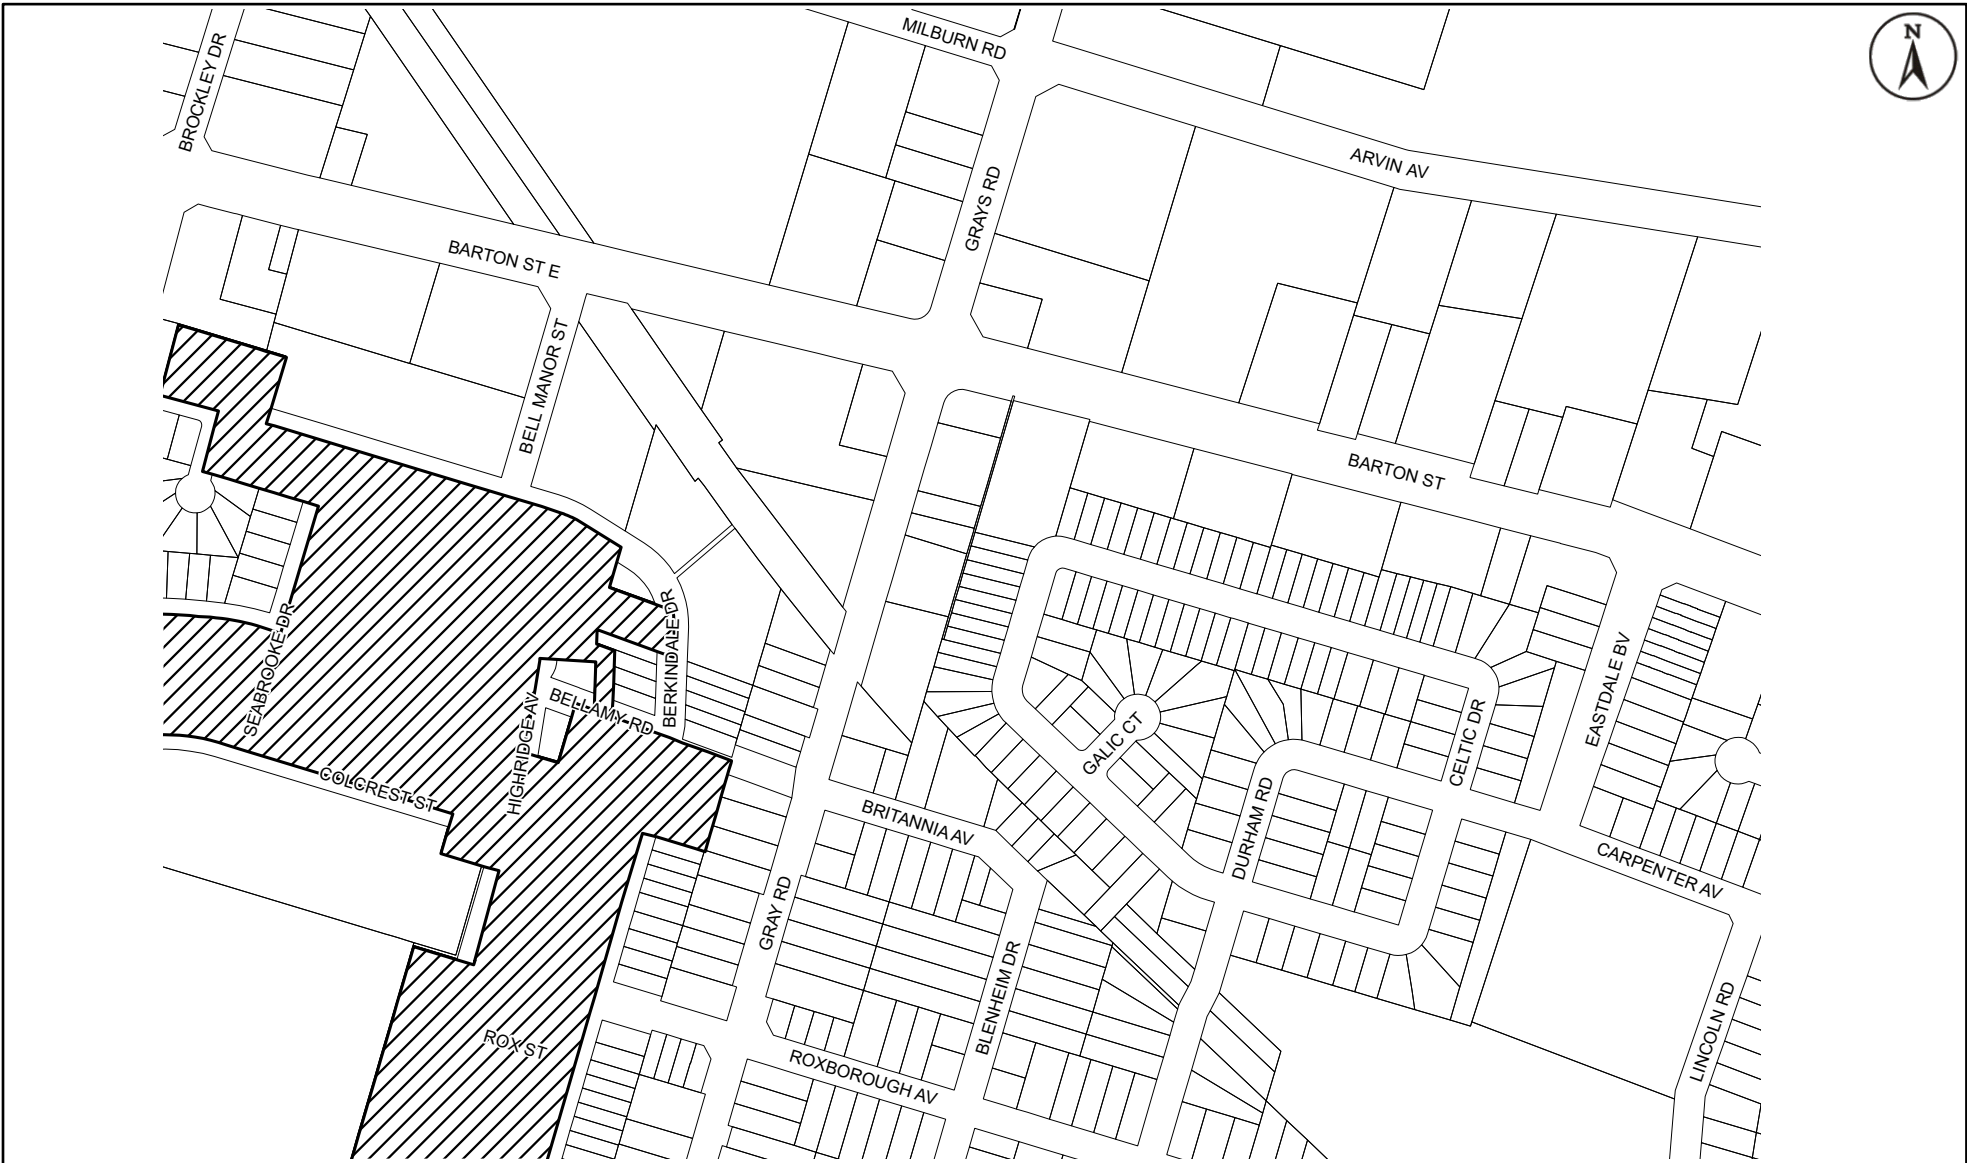 MILBURN RD
N
BROCKLEY DR
ARVIN AV
GRAYS RD
BARTON ST E
BELL MANOR ST
BARTON ST
SEABROOKE DR
BERKINDALE DR
EASTDALE BV
BELLAMY RD
HIGHRIDGE AV
GALIC CT
CELTIC DR
COLCREST ST
BRITANNIA AV
DURHAM RD
CARPENTER AV
GRAY RD
BLENHEIM DR
LINCOLN RD
ROX ST
ROXBOROUGH AV